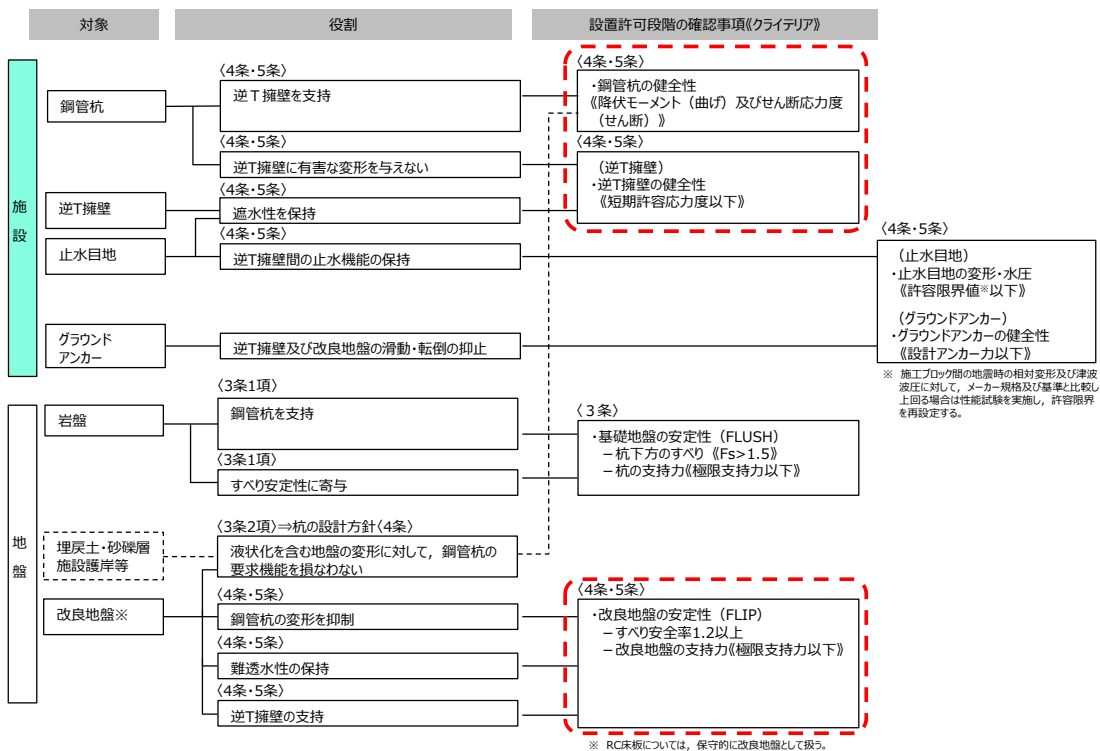 対象
役割
設置許可段階の確認事項《クライテリア》
施
設
鋼管杭
〈4条・5条〉
逆T擁壁を支持
〈4条・5条〉
逆T擁壁に有害な変形を与えない
〈4条・5条〉
・鋼管杭の健全性
《降伏モーメント（曲げ）及びせん断応力度
（せん断）》
〈4条・5条〉
（逆T擁壁）
・逆T擁壁の健全性
《短期許容応力度以下》
逆T擁壁
〈4条・5条〉
遮水性を保持
止水目地
〈4条・5条〉
逆T擁壁間の止水機能の保持
〈4条・5条〉
（止水目地）
・止水目地の変形・水圧
《許容限界値※以下》
（グラウンドアンカー）
・グラウンドアンカーの健全性
《設計アンカー力以下》
※ 施工ブロック間の地震時の相対変形及び津波
波圧に対して，メーカー規格及び基準と比較し
上回る場合は性能試験を実施し，許容限界
を再設定する。
グラウンド
アンカー
逆T擁壁及び改良地盤の滑動・転倒の抑止
地
盤
岩盤
〈3条1項〉
鋼管杭を支持
〈3条1項〉
すべり安定性に寄与
〈３条〉
・基礎地盤の安定性（FLUSH）
－杭下方のすべり《Fs>1.5》
－杭の支持力《極限支持力以下》
埋戻土・砂礫層
施設護岸等
〈3条2項〉⇒杭の設計方針〈4条〉
液状化を含む地盤の変形に対して，鋼管杭の
要求機能を損なわない
改良地盤※
〈4条・5条〉
鋼管杭の変形を抑制
〈4条・5条〉
難透水性の保持
〈4条・5条〉
逆T擁壁の支持
〈4条・5条〉
・改良地盤の安定性（FLIP）
－すべり安全率1.2以上
－改良地盤の支持力《極限支持力以下》
※ RC床板については，保守的に改良地盤として扱う。